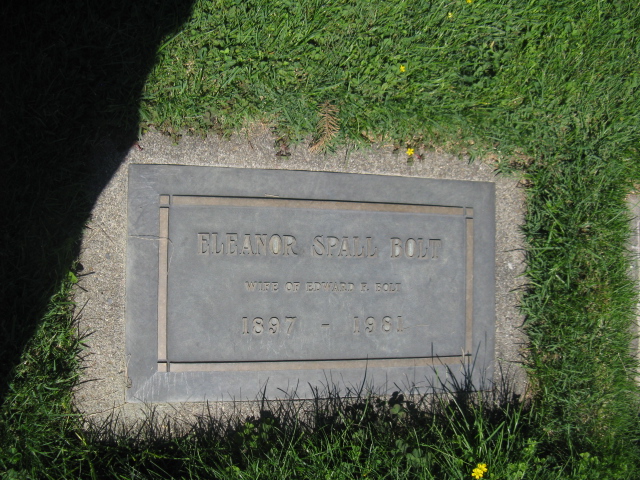 ELEANOR SPALL BOLT
WIFE OF EDWARD F. BOLT
1897 - 1981